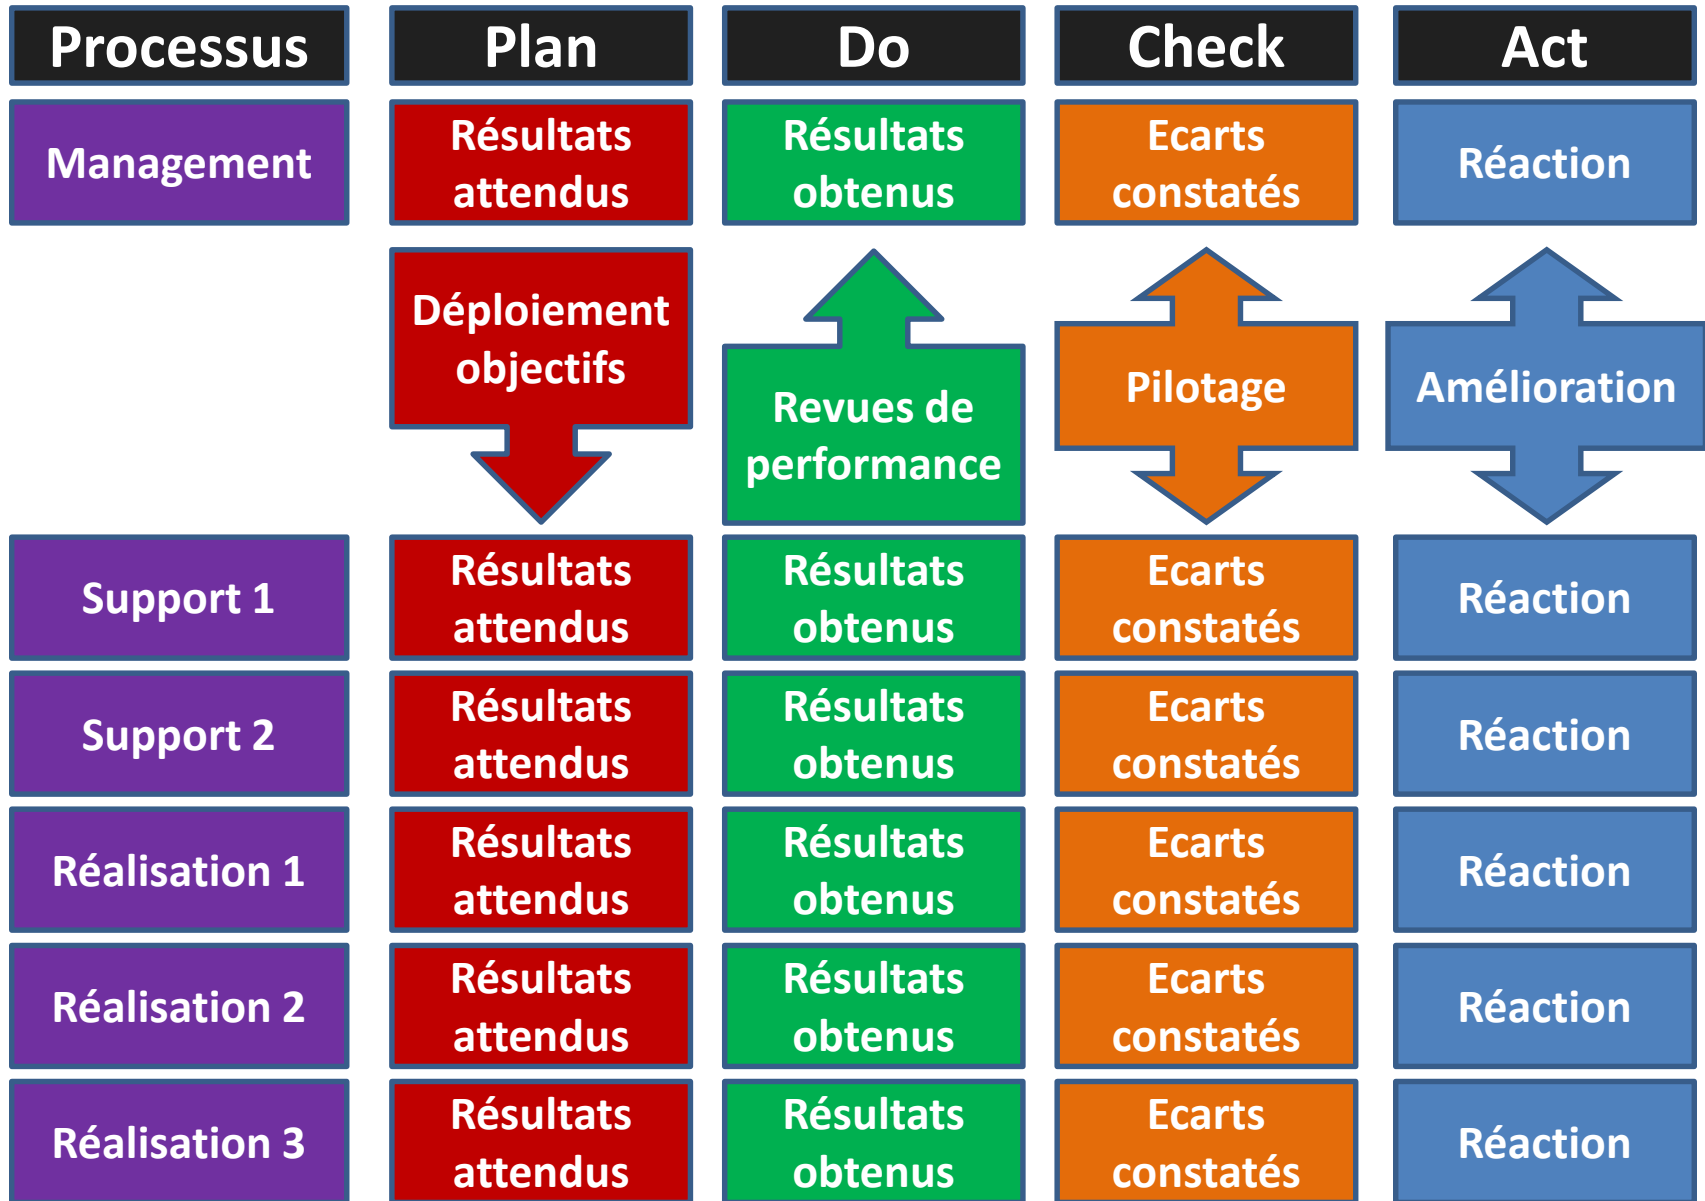 Processus
Plan
Do
Check
Act
Management
Résultats
attendus
Résultats
obtenus
Ecarts
constatés
Réaction
Déploiement
objectifs
Revues de
performance
Pilotage
Amélioration
Support 1
Résultats
attendus
Résultats
obtenus
Ecarts
constatés
Réaction
Support 2
Résultats
attendus
Résultats
obtenus
Ecarts
constatés
Réaction
Réalisation 1
Résultats
attendus
Résultats
obtenus
Ecarts
constatés
Réaction
Réalisation 2
Résultats
attendus
Résultats
obtenus
Ecarts
constatés
Réaction
Réalisation 3
Résultats
attendus
Résultats
obtenus
Ecarts
constatés
Réaction